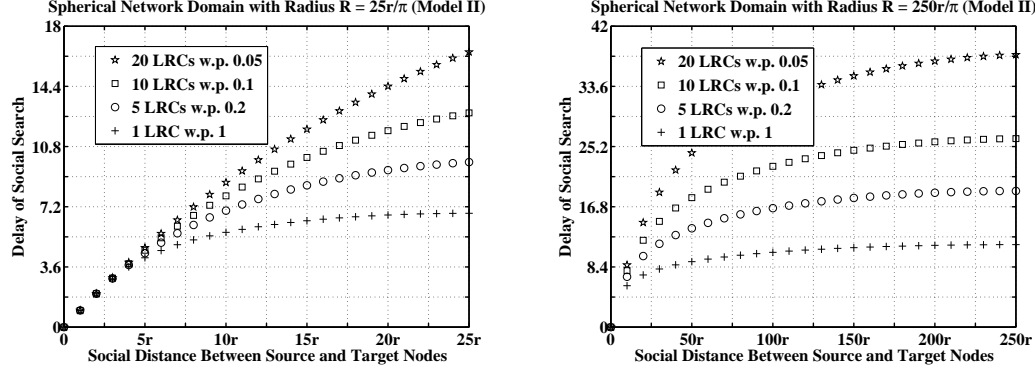 Spherical Network Domain with Radius R = 25r/π (Model II)
18
14.4
10.8
7.2
3.6
0
Delay of Social Search
20 LRCs w.p. 0.05
10 LRCs w.p. 0.1
5 LRCs w.p. 0.2
1 LRC w.p. 1
0 5r 10r 15r 20r 25r
Social Distance Between Source and Target Nodes
Spherical Network Domain with Radius R = 250r/π (Model II)
42
33.6
25.2
16.8
8.4
0
Delay of Social Search
20 LRCs w.p. 0.05
10 LRCs w.p. 0.1
5 LRCs w.p. 0.2
1 LRC w.p. 1
0 50r 100r 150r 200r 250r
Social Distance Between Source and Target Nodes